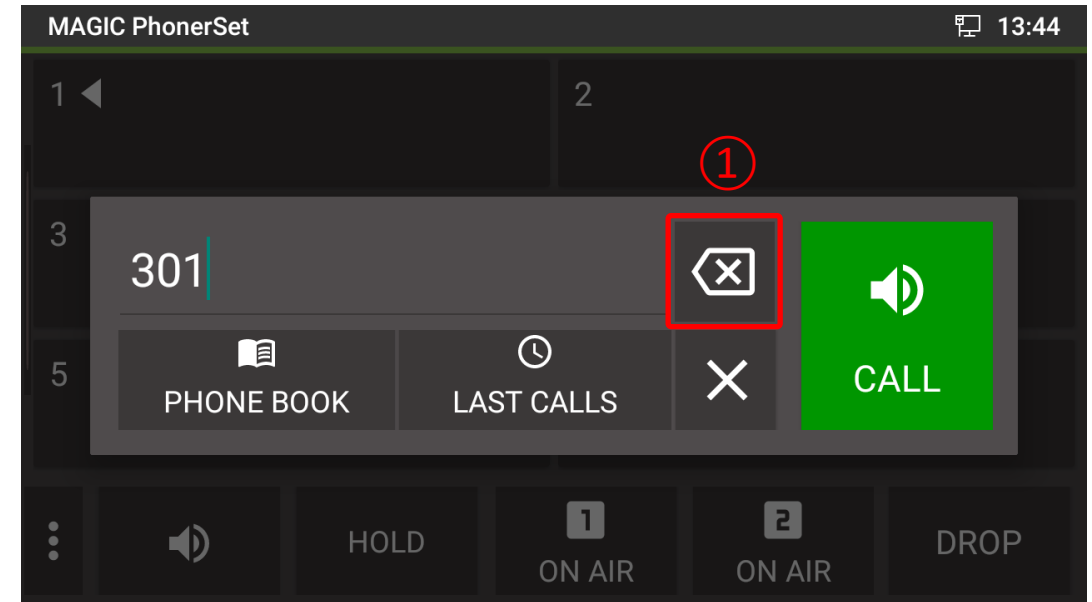 MAGIC PhonerSet 13:44
1 2
①
3
301
CALL
5
PHONE BOOK LAST CALLS
HOLD 1 ON AIR 2 ON AIR DROP